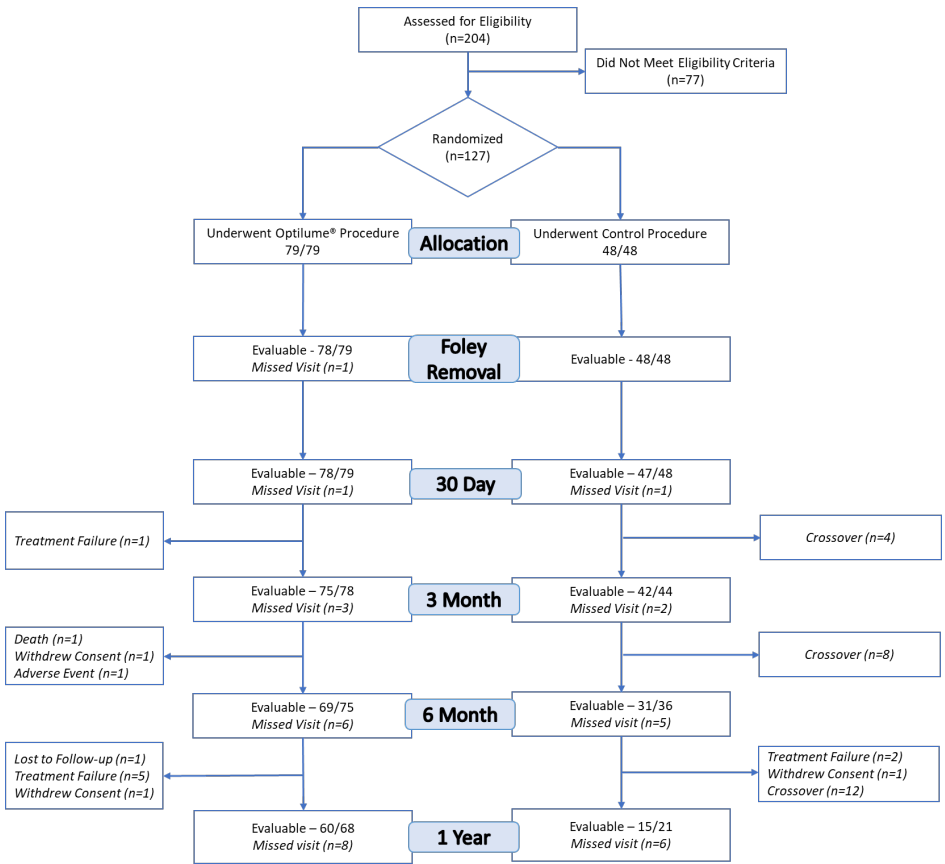 Assessed for Eligibility
(n=204)
Did Not Meet Eligibility Criteria
(n=77)
Randomized
(n=127)
Underwent Optilume® Procedure
79/79
Allocation
Underwent Control Procedure
48/48
Evaluable - 78/79
Missed Visit (n=1)
Foley
Removal
Evaluable - 48/48
Evaluable – 78/79
Missed Visit (n=1)
30 Day
Evaluable – 47/48
Missed Visit (n=1)
Treatment Failure (n=1)
Crossover (n=4)
Evaluable – 75/78
Missed Visit (n=3)
3 Month
Evaluable – 42/44
Missed Visit (n=2)
Death (n=1)
Withdrew Consent (n=1)
Adverse Event (n=1)
Crossover (n=8)
Evaluable – 69/75
Missed Visit (n=6)
6 Month
Evaluable – 31/36
Missed visit (n=5)
Lost to Follow-up (n=1)
Treatment Failure (n=5)
Withdrew Consent (n=1)
Treatment Failure (n=2)
Withdrew Consent (n=1)
Crossover (n=12)
Evaluable – 60/68
Missed visit (n=8)
1 Year
Evaluable – 15/21
Missed visit (n=6)